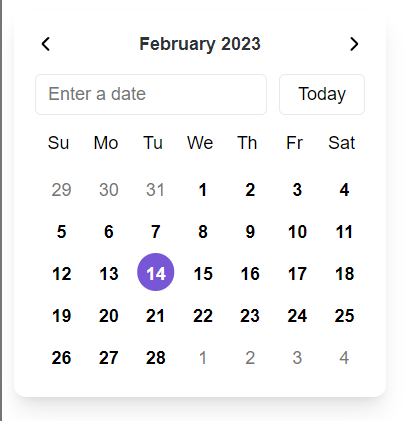 February 2023
Enter a date Today
Su Mo Tu We Th Fr Sat
29 30 31 1 2 3 4
5 6 7 8 9 10 11
12 13 14 15 16 17 18
19 20 21 22 23 24 25
26 27 28 1 2 3 4